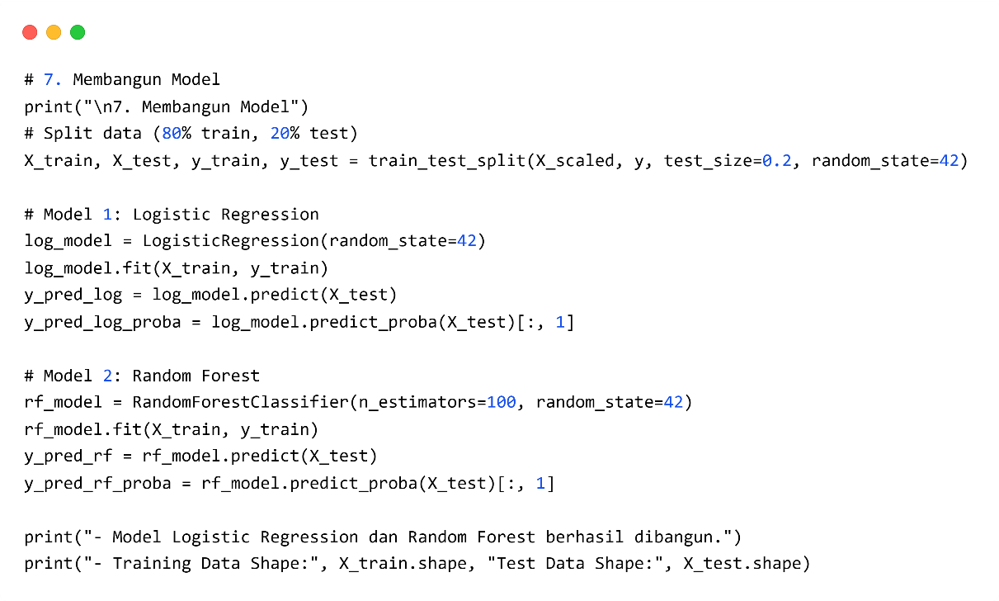 # 7. Membangun Model
print("\n7. Membangun Model")
# Split data (80% train, 20% test)
X_train, X_test, y_train, y_test = train_test_split(X_scaled, y, test_size=0.2, random_state=42)
# Model 1: Logistic Regression
log_model = LogisticRegression(random_state=42)
log_model.fit(X_train, y_train)
y_pred_log = log_model.predict(X_test)
y_pred_log_proba = log_model.predict_proba(X_test)[:, 1]
# Model 2: Random Forest
rf_model = RandomForestClassifier(n_estimators=100, random_state=42)
rf_model.fit(X_train, y_train)
y_pred_rf = rf_model.predict(X_test)
y_pred_rf_proba = rf_model.predict_proba(X_test)[:, 1]
print("- Model Logistic Regression dan Random Forest berhasil dibangun.")
print("- Training Data Shape:", X_train.shape, "Test Data Shape:", X_test.shape)